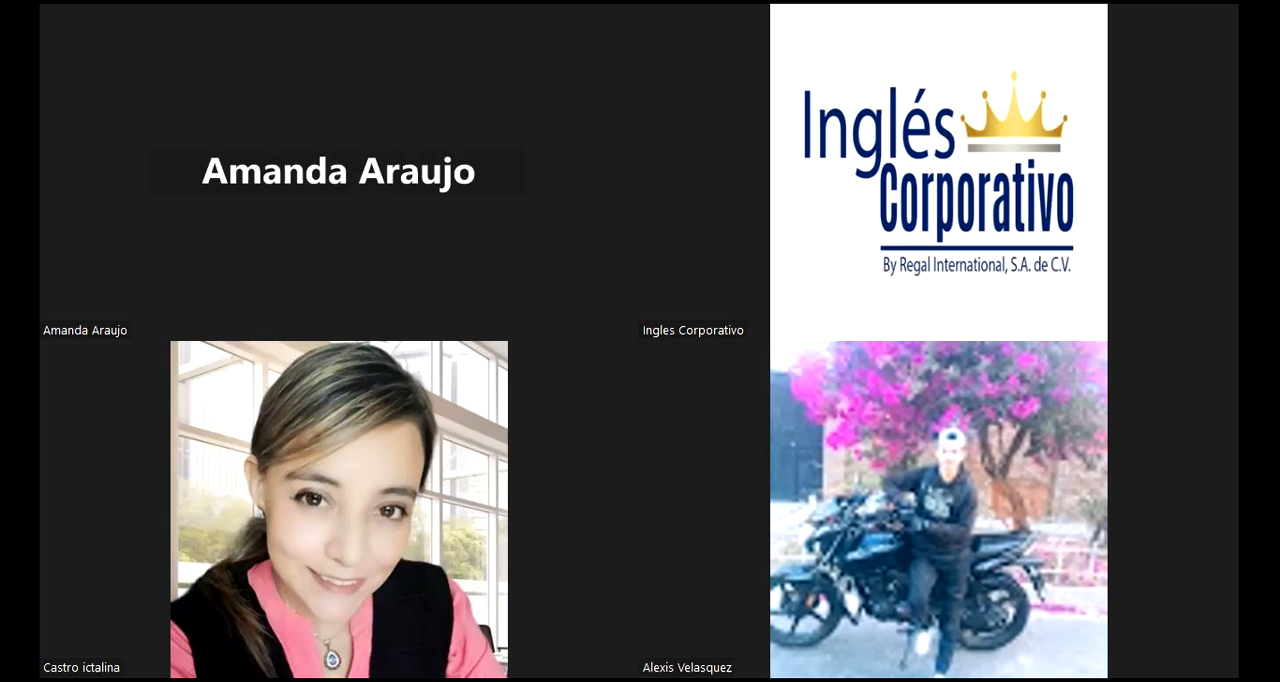 Amanda Araujo
Inglés
Corporativo
By Regal International, S.A. de C.V.
Amanda Araujo
Ingles Corporativo
Castro ictalina
Alexis Velasquez